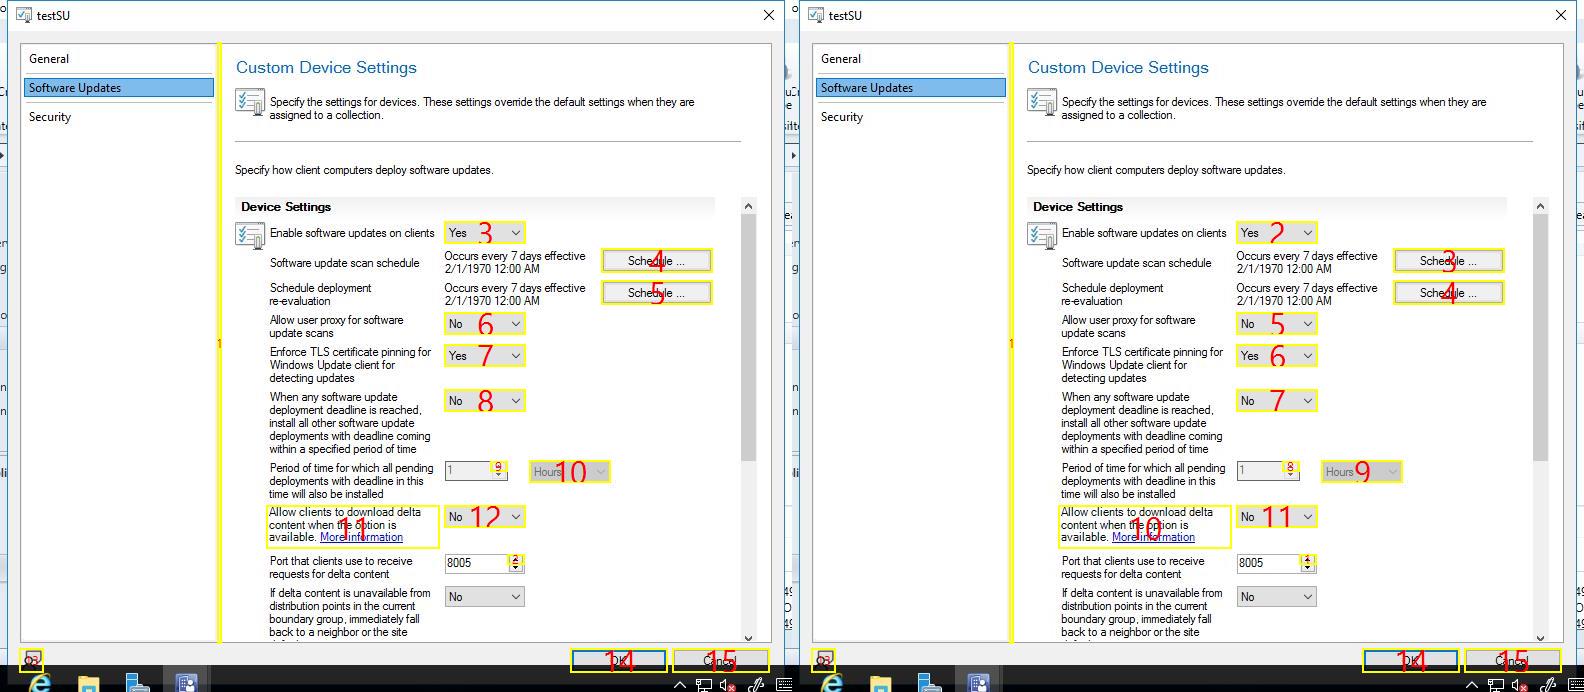 testSU
General
Software Updates
Security
Custom Device Settings
Specify the settings for devices. These settings override the default settings when they are
assigned to a collection.
Specify how client computers deploy software updates.
Device Settings
Enable software updates on clients Yes 3
Software update scan schedule Occurs every 7 days effective
2/1/1970 12:00 AM Schedule ... 4
Schedule deployment
re-evaluation Occurs every 7 days effective
2/1/1970 12:00 AM Schedule ... 5
Allow user proxy for software
update scans No 6
Enforce TLS certificate pinning for
Windows Update client for
detecting updates Yes 7
When any software update
deployment deadline is reached,
install all other software update
deployments with deadline coming
within a specified period of time No 8
Period of time for which all pending
deployments with deadline in this
time will also be installed 1 9 Hours 10
Allow clients to download delta
content when the option is
available. More information 11 No 12
Port that clients use to receive
requests for delta content 8005
If delta content is unavailable from
distribution points in the current
boundary group, immediately fall
back to a neighbor or the site No
1
OK 14
Cancel 15
testSU
General
Software Updates
Security
Custom Device Settings
Specify the settings for devices. These settings override the default settings when they are
assigned to a collection.
Specify how client computers deploy software updates.
Device Settings
Enable software updates on clients Yes 2
Software update scan schedule Occurs every 7 days effective
2/1/1970 12:00 AM Schedule ... 3
Schedule deployment
re-evaluation Occurs every 7 days effective
2/1/1970 12:00 AM Schedule ... 4
Allow user proxy for software
update scans No 5
Enforce TLS certificate pinning for
Windows Update client for
detecting updates Yes 6
When any software update
deployment deadline is reached,
install all other software update
deployments with deadline coming
within a specified period of time No 7
Period of time for which all pending
deployments with deadline in this
time will also be installed 1 8 Hours 9
Allow clients to download delta
content when the option is
available. More information 10 No 11
Port that clients use to receive
requests for delta content 8005
If delta content is unavailable from
distribution points in the current
boundary group, immediately fall
back to a neighbor or the site No
1
OK 14
Cancel 15